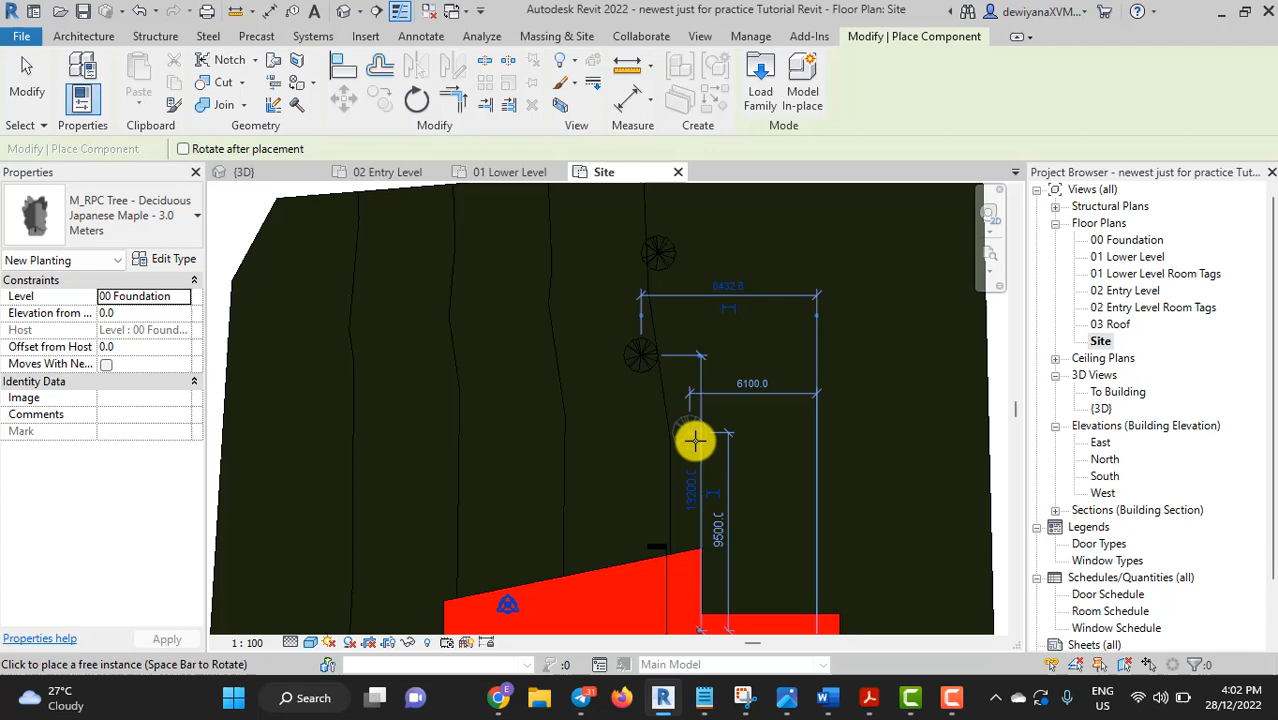 Autodesk Revit 2022 - newest just for practice Tutorial Revit - Floor Plan: Site
dewiyanaXVM...
File Architecture Structure Steel Precast Systems Insert Annotate Analyze Massing & Site Collaborate View Manage Add-Ins Modify | Place Component
Modify
Paste
Notch
Cut
Join
Load Family
Model In-place
Select Properties Clipboard Geometry Modify View Measure Create Mode
Modify | Place Component Rotate after placement
Properties
{3D} 02 Entry Level 01 Lower Level Site
Project Browser - newest just for practice Tut...
M_RPC Tree - Deciduous
Japanese Maple - 3.0
Meters
New Planting Edit Type
Constraints
Level 00 Foundation
Elevation from ... 0.0
Host Level : 00 Found...
Offset from Host 0.0
Moves With Ne...
Identity Data
Image
Comments
Mark
Properties help Apply
2D
6432.8
6100.0
13200.0
9500.0
Views (all)
Structural Plans
Floor Plans
00 Foundation
01 Lower Level
01 Lower Level Room Tags
02 Entry Level
02 Entry Level Room Tags
03 Roof
Site
Ceiling Plans
3D Views
To Building
{3D}
Elevations (Building Elevation)
East
North
South
West
Sections (Building Section)
Legends
Door Types
Window Types
Schedules/Quantities (all)
Door Schedule
Room Schedule
Window Schedule
Sheets (all)
1 : 100
Click to place a free instance (Space Bar to Rotate) :0 Main Model :0
27°C
Cloudy
Search
31
ENG
US
4:02 PM
28/12/2022